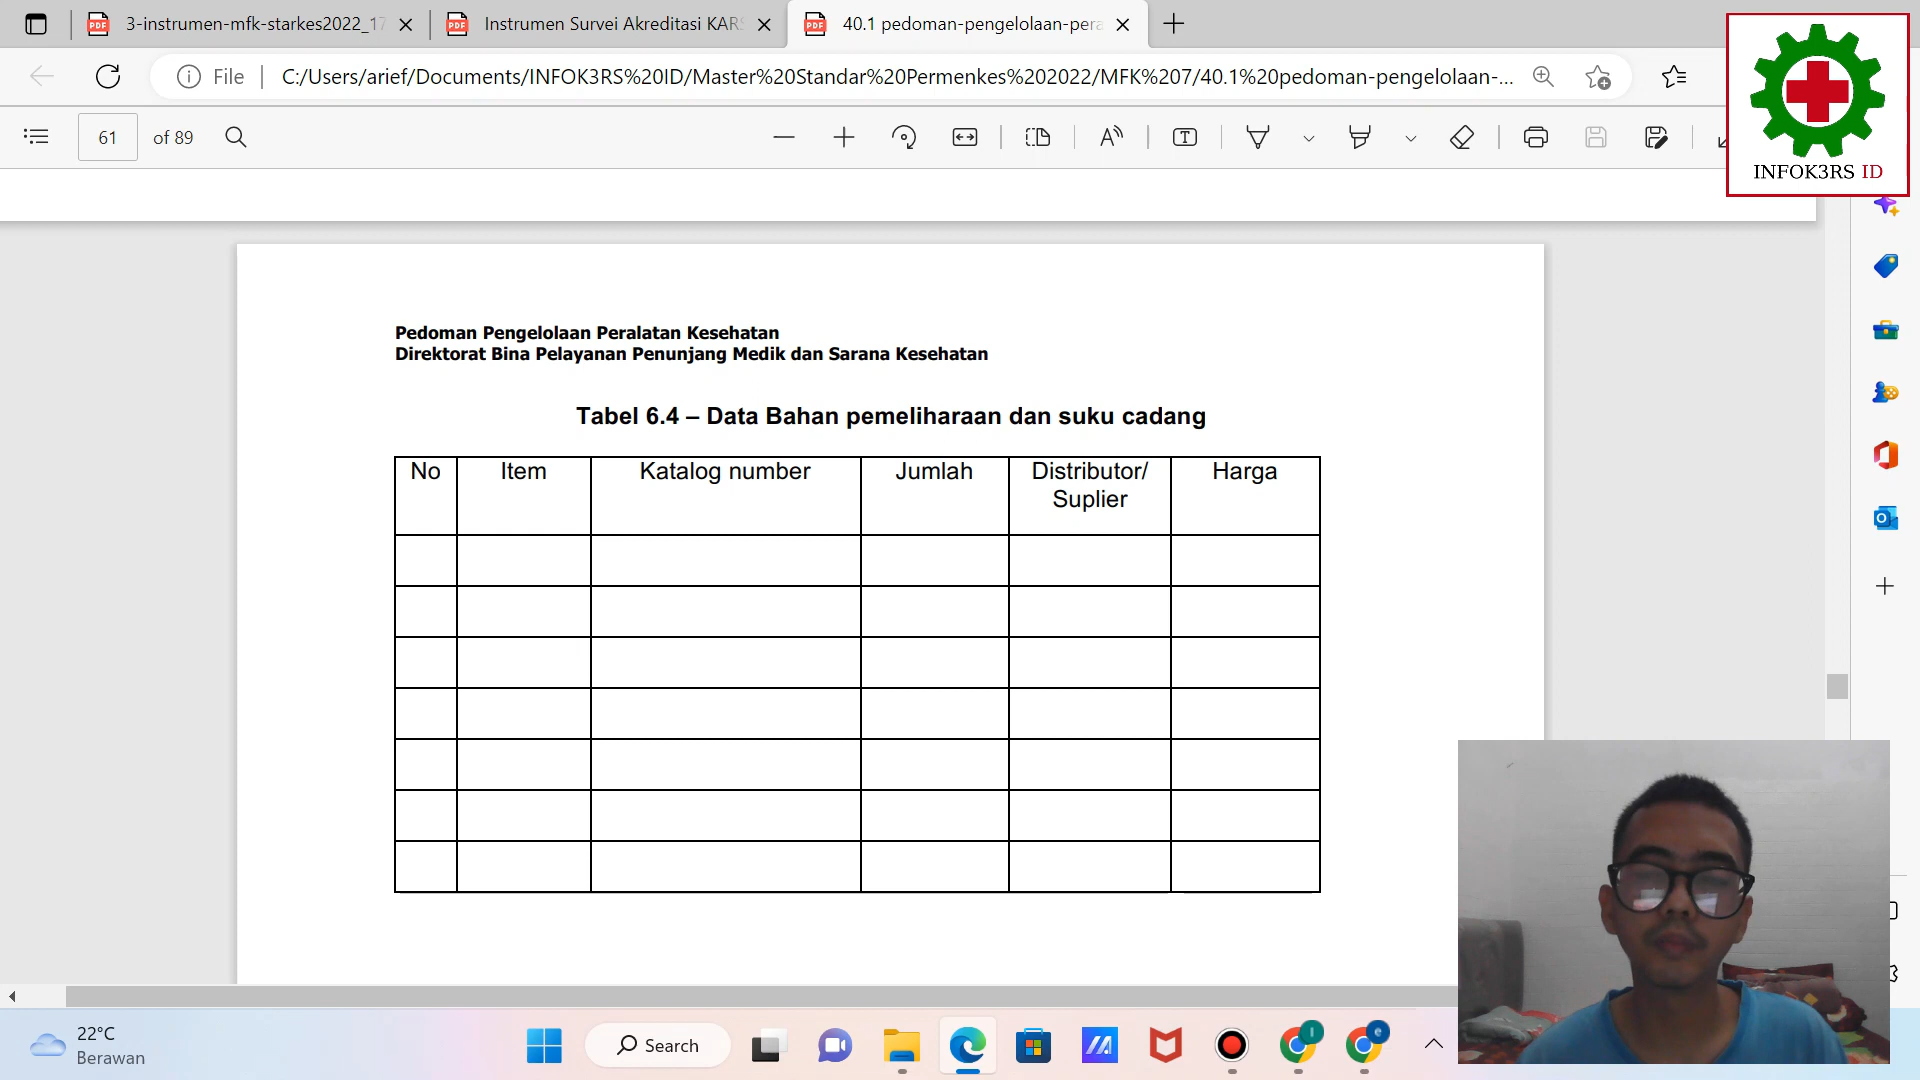 3-instrumen-mfk-starkes2022_17
Instrumen Survei Akreditasi KARS
40.1 pedoman-pengelolaan-pera
File
C:/Users/arief/Documents/INFOK3RS%20ID/Master%20Standar%20Permenkes%202022/MFK%207/40.1%20pedoman-pengelolaan-...
61 of 89
INFOK3RS ID
Pedoman Pengelolaan Peralatan Kesehatan
Direktorat Bina Pelayanan Penunjang Medik dan Sarana Kesehatan
Tabel 6.4 – Data Bahan pemeliharaan dan suku cadang
No Item Katalog number Jumlah Distributor/ Harga
Suplier
22°C
Berawan
Search